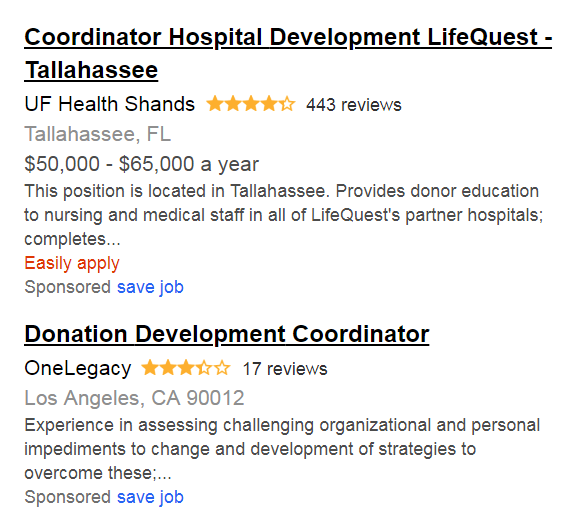 Coordinator Hospital Development LifeQuest -
Tallahassee
UF Health Shands 443 reviews
Tallahassee, FL
$50,000 - $65,000 a year
This position is located in Tallahassee. Provides donor education
to nursing and medical staff in all of LifeQuest's partner hospitals;
completes...
Easily apply
Sponsored save job
Donation Development Coordinator
OneLegacy 17 reviews
Los Angeles, CA 90012
Experience in assessing challenging organizational and personal
impediments to change and development of strategies to
overcome these;...
Sponsored save job